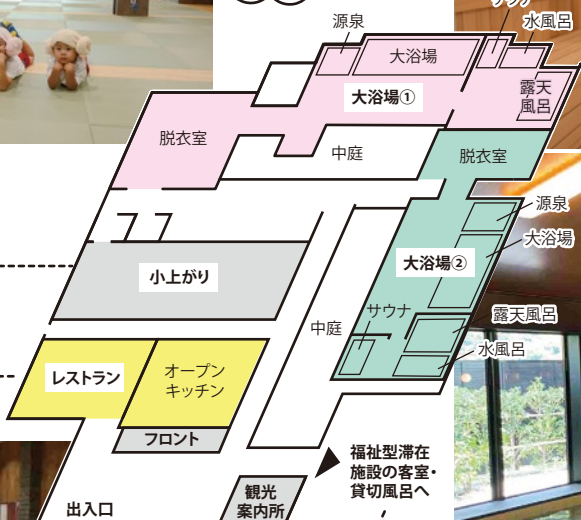 源泉
サウナ
水風呂
大浴場
露天
風呂
大浴場①
脱衣室
中庭
脱衣室
源泉
大浴場
大浴場②
小上がり
サウナ
露天風呂
中庭
水風呂
レストラン
オープン
キッチン
フロント
福祉型滞在
施設の客室・
貸切風呂へ
観光
案内所
出入口